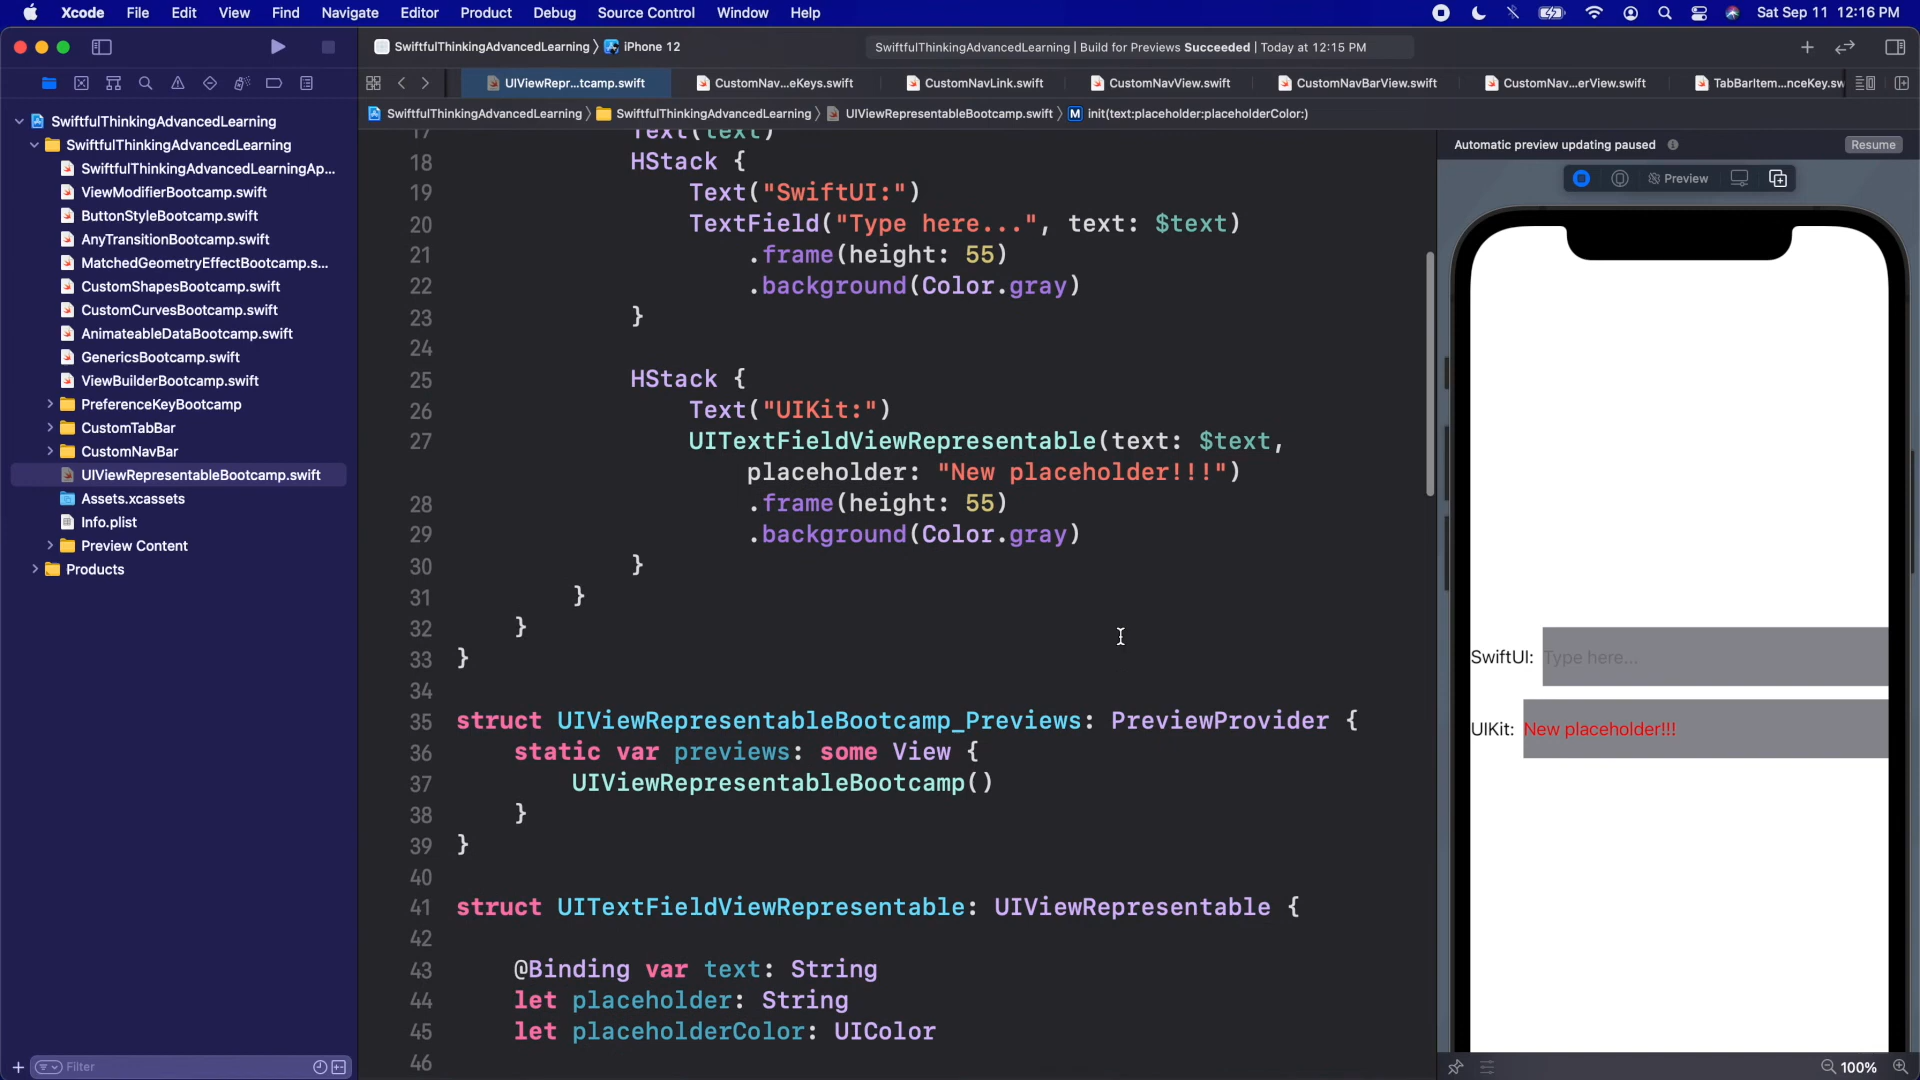 Xcode File Edit View Find Navigate Editor Product Debug Source Control Window Help Sat Sep 11 12:16 PM
SwiftfulThinkingAdvancedLearning iPhone 12 SwiftfulThinkingAdvancedLearning | Build for Previews Succeeded | Today at 12:15 PM
UIViewRepr...tcamp.swift CustomNav...eKeys.swift CustomNavLink.swift CustomNavView.swift CustomNavBarView.swift CustomNav...erView.swift TabBarItem...nceKey.sw
SwiftfulThinkingAdvancedLearning SwiftfulThinkingAdvancedLearning UIViewRepresentableBootcamp.swift M init(text:placeholder:placeholderColor:)
SwiftfulThinkingAdvancedLearning
SwiftfulThinkingAdvancedLearning
SwiftfulThinkingAdvancedLearningAp...
ViewModifierBootcamp.swift
ButtonStyleBootcamp.swift
AnyTransitionBootcamp.swift
MatchedGeometryEffectBootcamp.s...
CustomShapesBootcamp.swift
CustomCurvesBootcamp.swift
AnimateableDataBootcamp.swift
GenericsBootcamp.swift
ViewBuilderBootcamp.swift
PreferenceKeyBootcamp
CustomTabBar
CustomNavBar
UIViewRepresentableBootcamp.swift
Assets.xcassets
Info.plist
Preview Content
Products
Filter
17 Text(text)
18 HStack {
19 Text("SwiftUI:")
20 TextField("Type here...", text: $text)
21 .frame(height: 55)
22 .background(Color.gray)
23 }
24
25 HStack {
26 Text("UIKit:")
27 UITextFieldViewRepresentable(text: $text,
placeholder: "New placeholder!!!")
28 .frame(height: 55)
29 .background(Color.gray)
30 }
31 }
32 }
33 }
34
35 struct UIViewRepresentableBootcamp_Previews: PreviewProvider {
36 static var previews: some View {
37 UIViewRepresentableBootcamp()
38 }
39 }
40
41 struct UITextFieldViewRepresentable: UIViewRepresentable {
42
43 @Binding var text: String
44 let placeholder: String
45 let placeholderColor: UIColor
46
Automatic preview updating paused Resume
Preview
SwiftUI: Type here...
UIKit: New placeholder!!!
100%